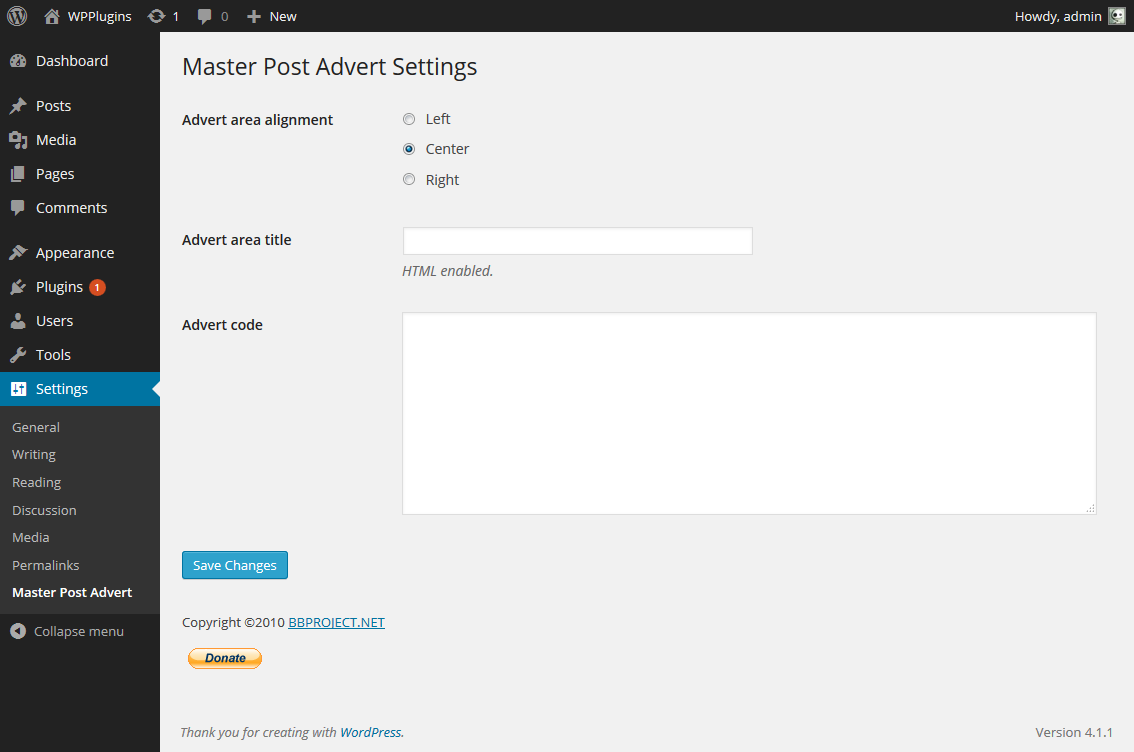 WPPlugins 1 0 New Howdy, admin
Dashboard
Posts
Media
Pages
Comments
Appearance
Plugins 1
Users
Tools
Settings
General
Writing
Reading
Discussion
Media
Permalinks
Master Post Advert
Collapse menu
Master Post Advert Settings
Advert area alignment
Left
Center
Right
Advert area title
HTML enabled.
Advert code
Save Changes
Copyright ©2010 BBPROJECT.NET
Donate
Thank you for creating with WordPress.
Version 4.1.1